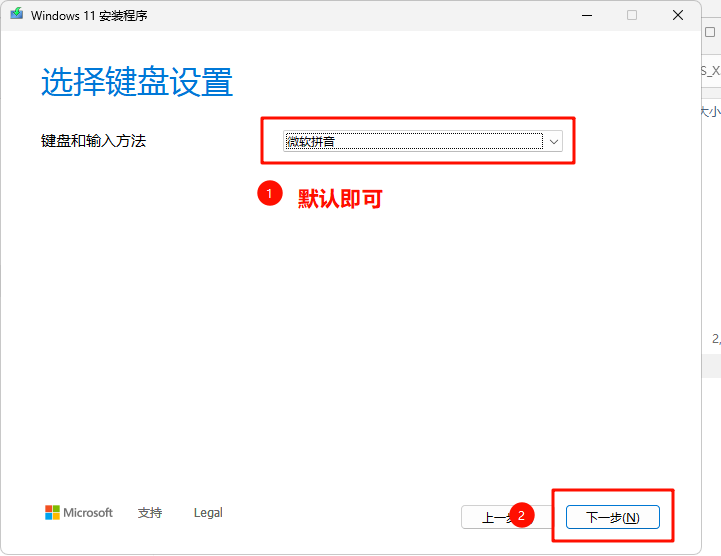 Windows 11 安装程序
选择键盘设置
键盘和输入方法
微软拼音
1 默认即可
Microsoft 支持 Legal
上一步 2 下一步(N)
S_X
大小
2,